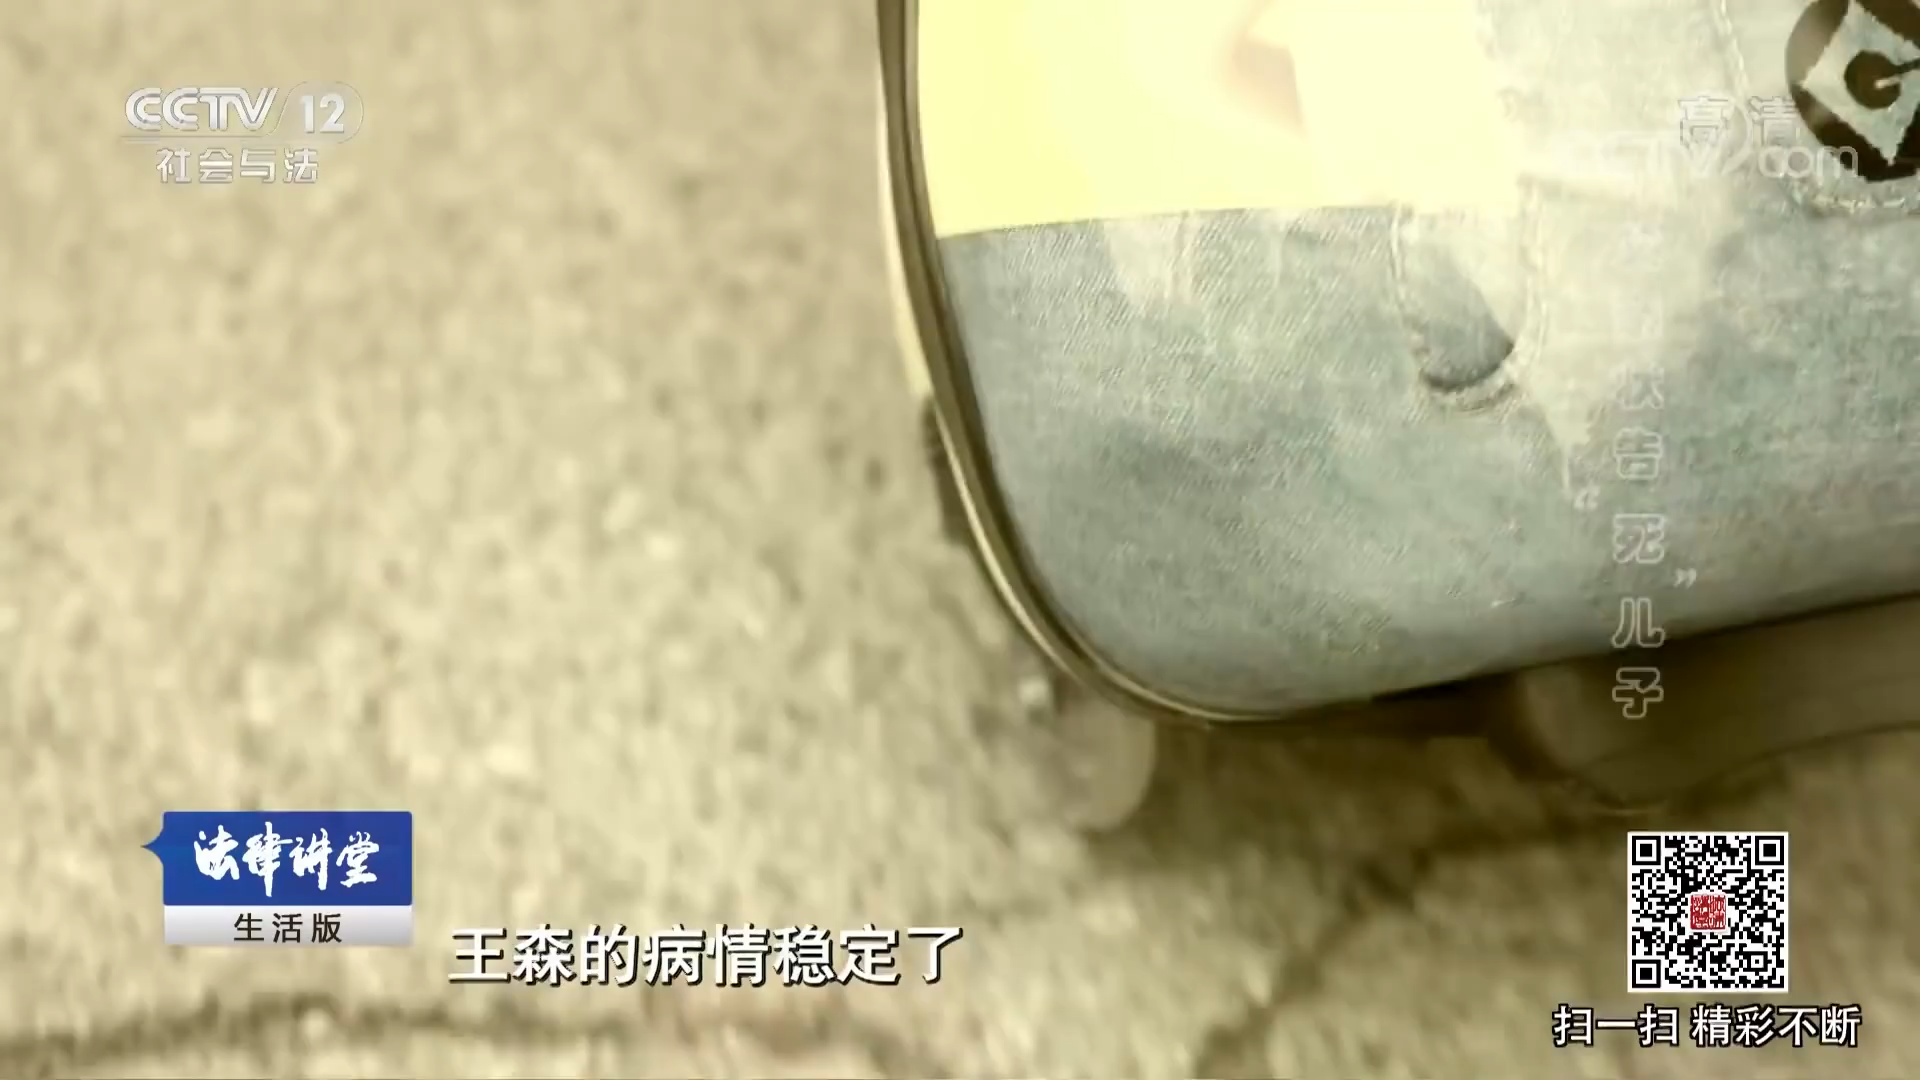 CCTV 12
社会与法
高清
CCTV.com
状告“死”儿子
法律讲堂
生活版
王森的病情稳定了
扫一扫 精彩不断